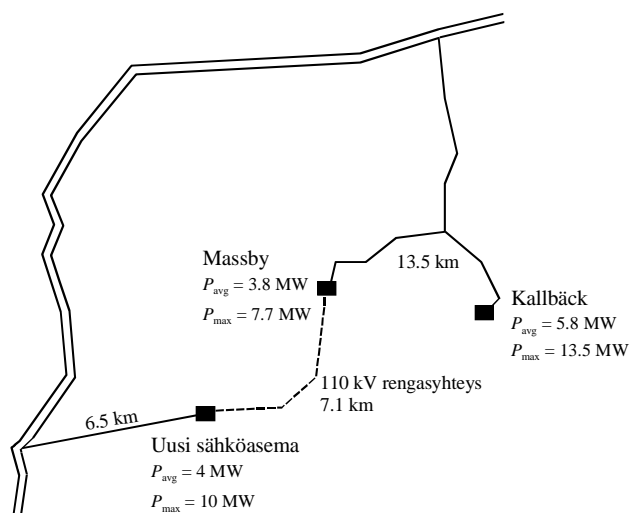 Massby
P_avg = 3.8 MW
P_max = 7.7 MW
13.5 km
Kallbäck
P_avg = 5.8 MW
P_max = 13.5 MW
110 kV rengasyhteys
7.1 km
6.5 km
Uusi sähköasema
P_avg = 4 MW
P_max = 10 MW